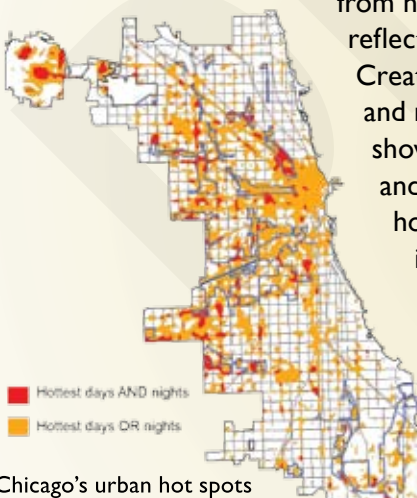 from h
reflect
Creat
and r
show
and
ho
i
Hottest days AND nights
Hottest days OR nights
Chicago's urban hot spots